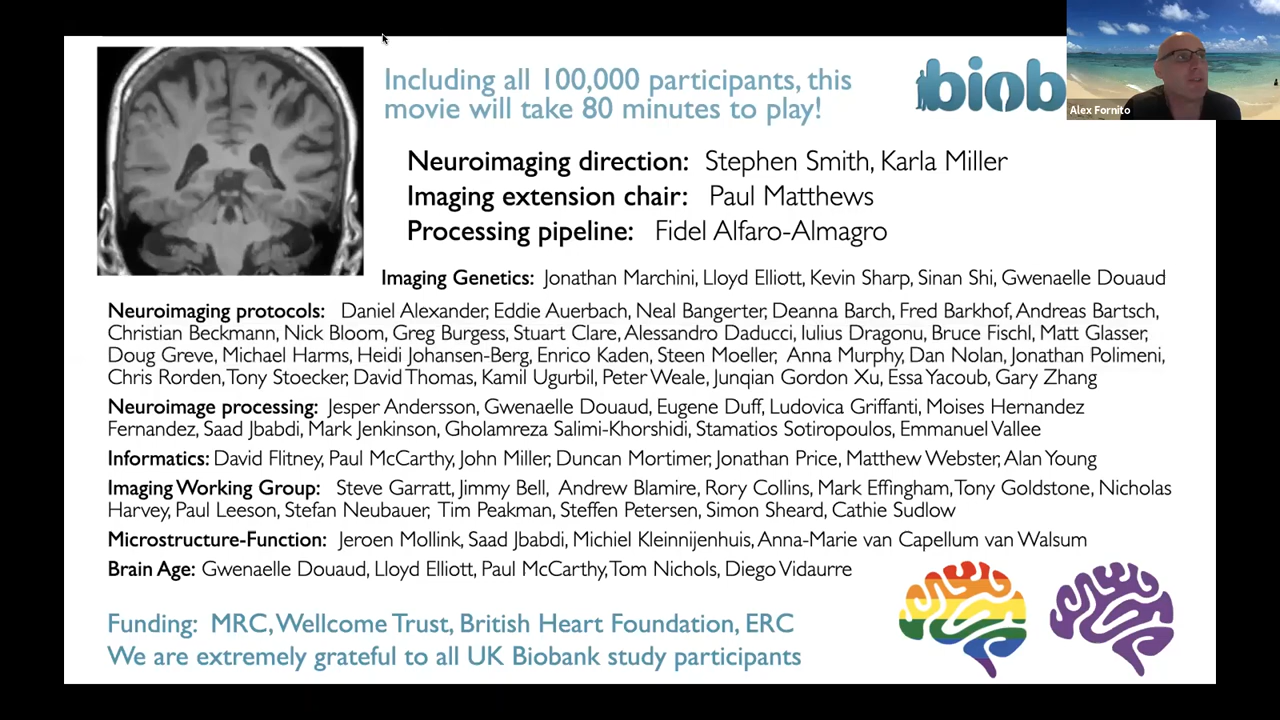 Including all 100,000 participants, this
movie will take 80 minutes to play!
biob
Alex Fornito
Neuroimaging direction: Stephen Smith, Karla Miller
Imaging extension chair: Paul Matthews
Processing pipeline: Fidel Alfaro-Almagro
Imaging Genetics: Jonathan Marchini, Lloyd Elliott, Kevin Sharp, Sinan Shi, Gwenaelle Douaud
Neuroimaging protocols: Daniel Alexander, Eddie Auerbach, Neal Bangerter, Deanna Barch, Fred Barkhof, Andreas Bartsch,
Christian Beckmann, Nick Bloom, Greg Burgess, Stuart Clare, Alessandro Daducci, Iulius Dragonu, Bruce Fischl, Matt Glasser,
Doug Greve, Michael Harms, Heidi Johansen-Berg, Enrico Kaden, Steen Moeller, Anna Murphy, Dan Nolan, Jonathan Polimeni,
Chris Rorden, Tony Stoecker, David Thomas, Kamil Ugurbil, Peter Weale, Junqian Gordon Xu, Essa Yacoub, Gary Zhang
Neuroimage processing: Jesper Andersson, Gwenaelle Douaud, Eugene Duff, Ludovica Griffanti, Moises Hernandez
Fernandez, Saad Jbabdi, Mark Jenkinson, Gholamreza Salimi-Khorshidi, Stamatios Sotiropoulos, Emmanuel Vallee
Informatics: David Flitney, Paul McCarthy, John Miller, Duncan Mortimer, Jonathan Price, Matthew Webster, Alan Young
Imaging Working Group: Steve Garratt, Jimmy Bell, Andrew Blamire, Rory Collins, Mark Effingham, Tony Goldstone, Nicholas
Harvey, Paul Leeson, Stefan Neubauer, Tim Peakman, Steffen Petersen, Simon Sheard, Cathie Sudlow
Microstructure-Function: Jeroen Mollink, Saad Jbabdi, Michiel Kleinnijenhuis, Anna-Marie van Capellum van Walsum
Brain Age: Gwenaelle Douaud, Lloyd Elliott, Paul McCarthy, Tom Nichols, Diego Vidaurre
Funding: MRC, Wellcome Trust, British Heart Foundation, ERC
We are extremely grateful to all UK Biobank study participants